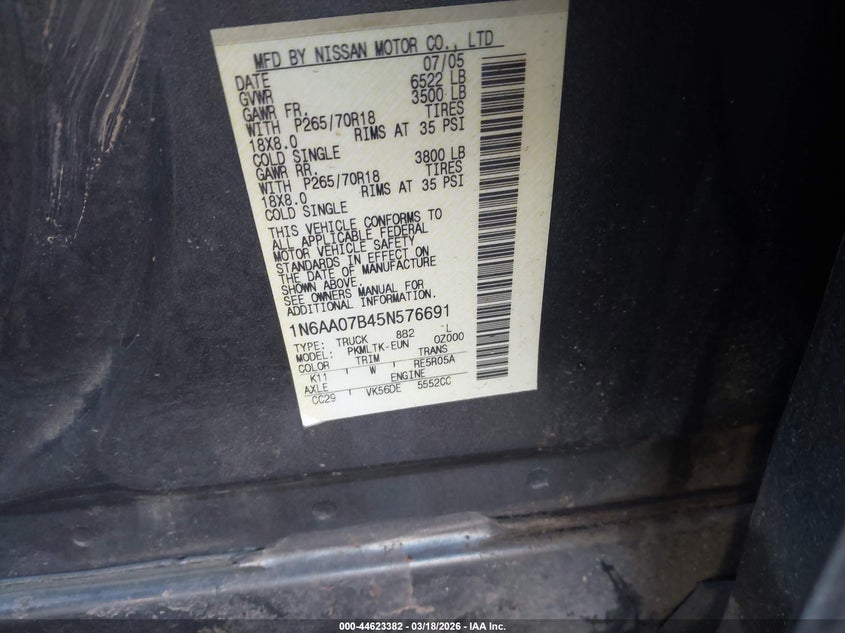 MFD BY NISSAN MOTOR CO., LTD
DATE 07/05
GVWR 6522 LB
GAWR FR. 3500 LB
WITH P265/70R18 TIRES
18X8.0 RIMS AT 35 PSI
COLD SINGLE
GAWR RR. 3800 LB
WITH P265/70R18 TIRES
18X8.0 RIMS AT 35 PSI
COLD SINGLE
THIS VEHICLE CONFORMS TO
ALL APPLICABLE FEDERAL
MOTOR VEHICLE SAFETY
STANDARDS IN EFFECT ON
THE DATE OF MANUFACTURE
SHOWN ABOVE.
SEE OWNERS MANUAL FOR
ADDITIONAL INFORMATION
1N6AA07B45N576691
TYPE: TRUCK 882 -L
MODEL: PKMLTK-EUN 0Z000
COLOR TRIM TRANS
K11 W RE5R05A
AXLE ENGINE
CC29 VK56DE 5552CC
000-44623382 - 03/18/2026 - IAA Inc.